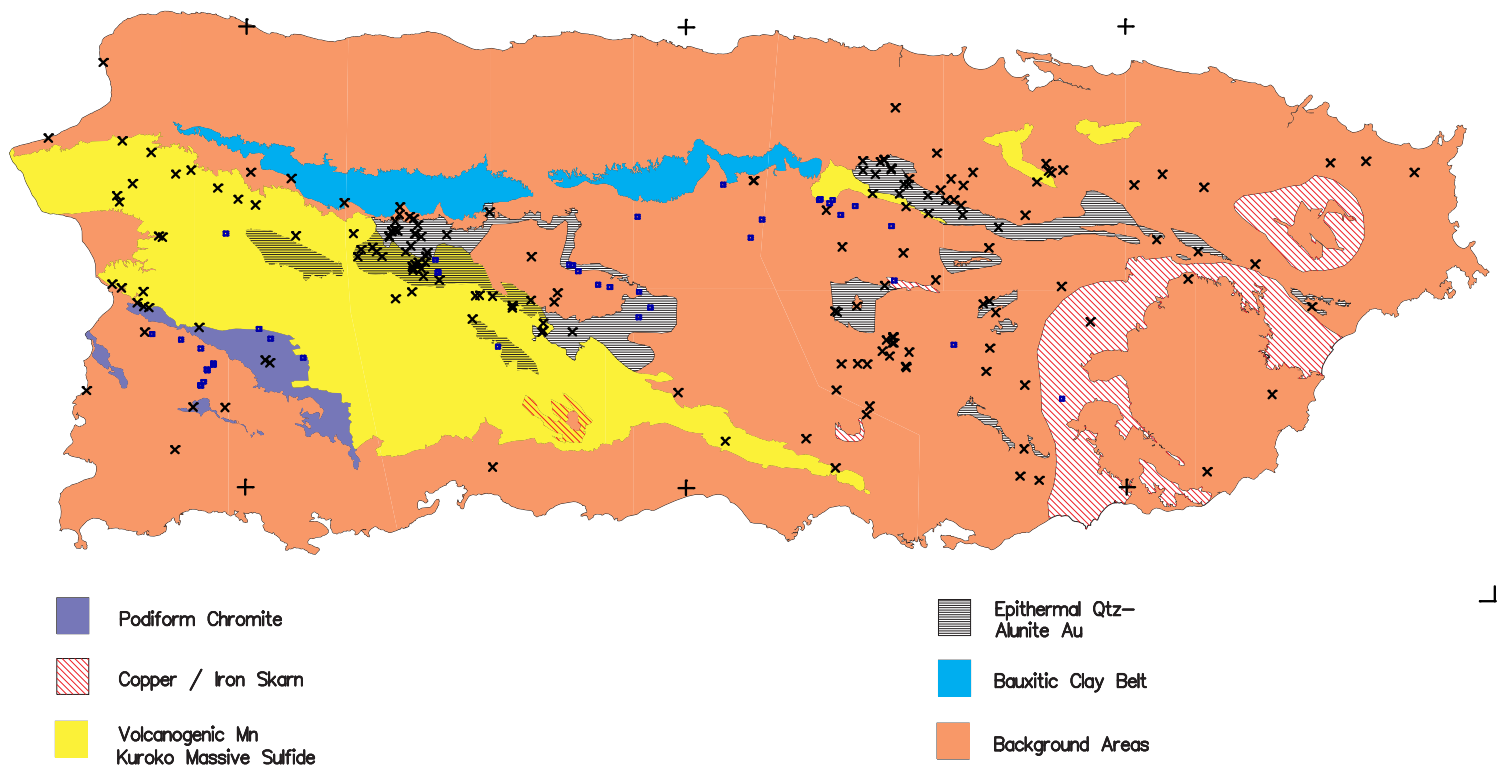 Podiform Chromite
Copper / Iron Skarn
Volcanogenic Mn
Kuroko Massive Sulfide
Epithermal Qtz–
Alunite Au
Bauxitic Clay Belt
Background Areas